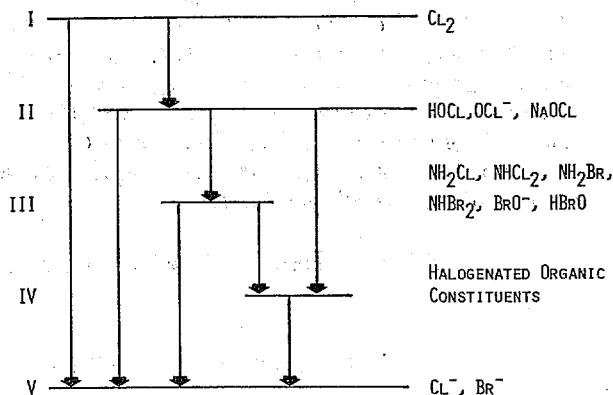 I CL₂
II HOCL,OCL⁻, NAOCL
NH₂CL, NHCL₂, NH₂BR,
III NHBR₂, BRO⁻, HBRO
HALOGENATED ORGANIC
IV CONSTITUENTS
V CL⁻, BR⁻